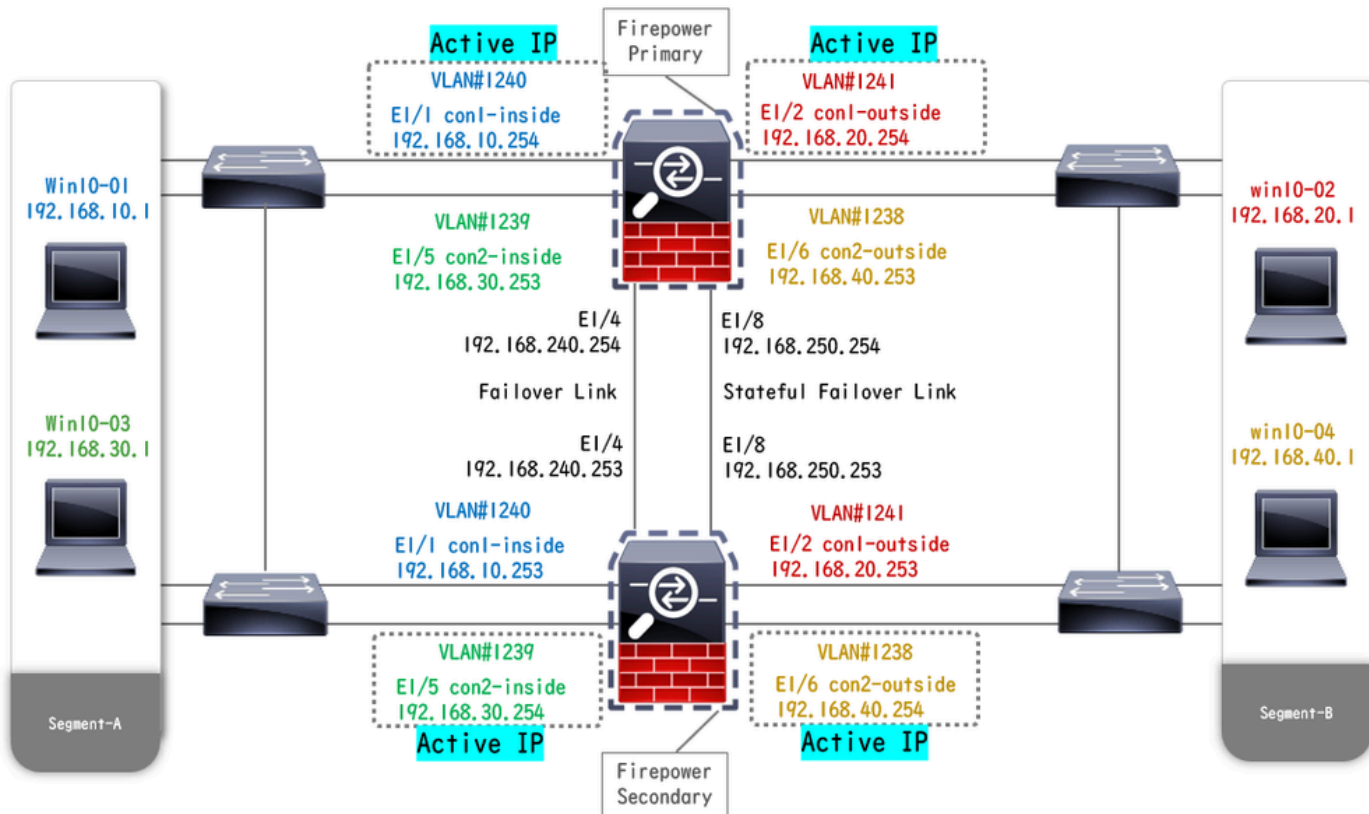 Firepower
Primary
Active IP
Active IP
VLAN#1240
E1/1 con1-inside
192.168.10.254
VLAN#1241
E1/2 con1-outside
192.168.20.254
Win10-01
192.168.10.1
win10-02
192.168.20.1
VLAN#1239
E1/5 con2-inside
192.168.30.253
VLAN#1238
E1/6 con2-outside
192.168.40.253
E1/4
192.168.240.254
E1/8
192.168.250.254
Failover Link
Stateful Failover Link
Win10-03
192.168.30.1
win10-04
192.168.40.1
E1/4
192.168.240.253
E1/8
192.168.250.253
VLAN#1240
E1/1 con1-inside
192.168.10.253
VLAN#1241
E1/2 con1-outside
192.168.20.253
VLAN#1239
E1/5 con2-inside
192.168.30.254
VLAN#1238
E1/6 con2-outside
192.168.40.254
Active IP
Active IP
Segment-A
Segment-B
Firepower
Secondary